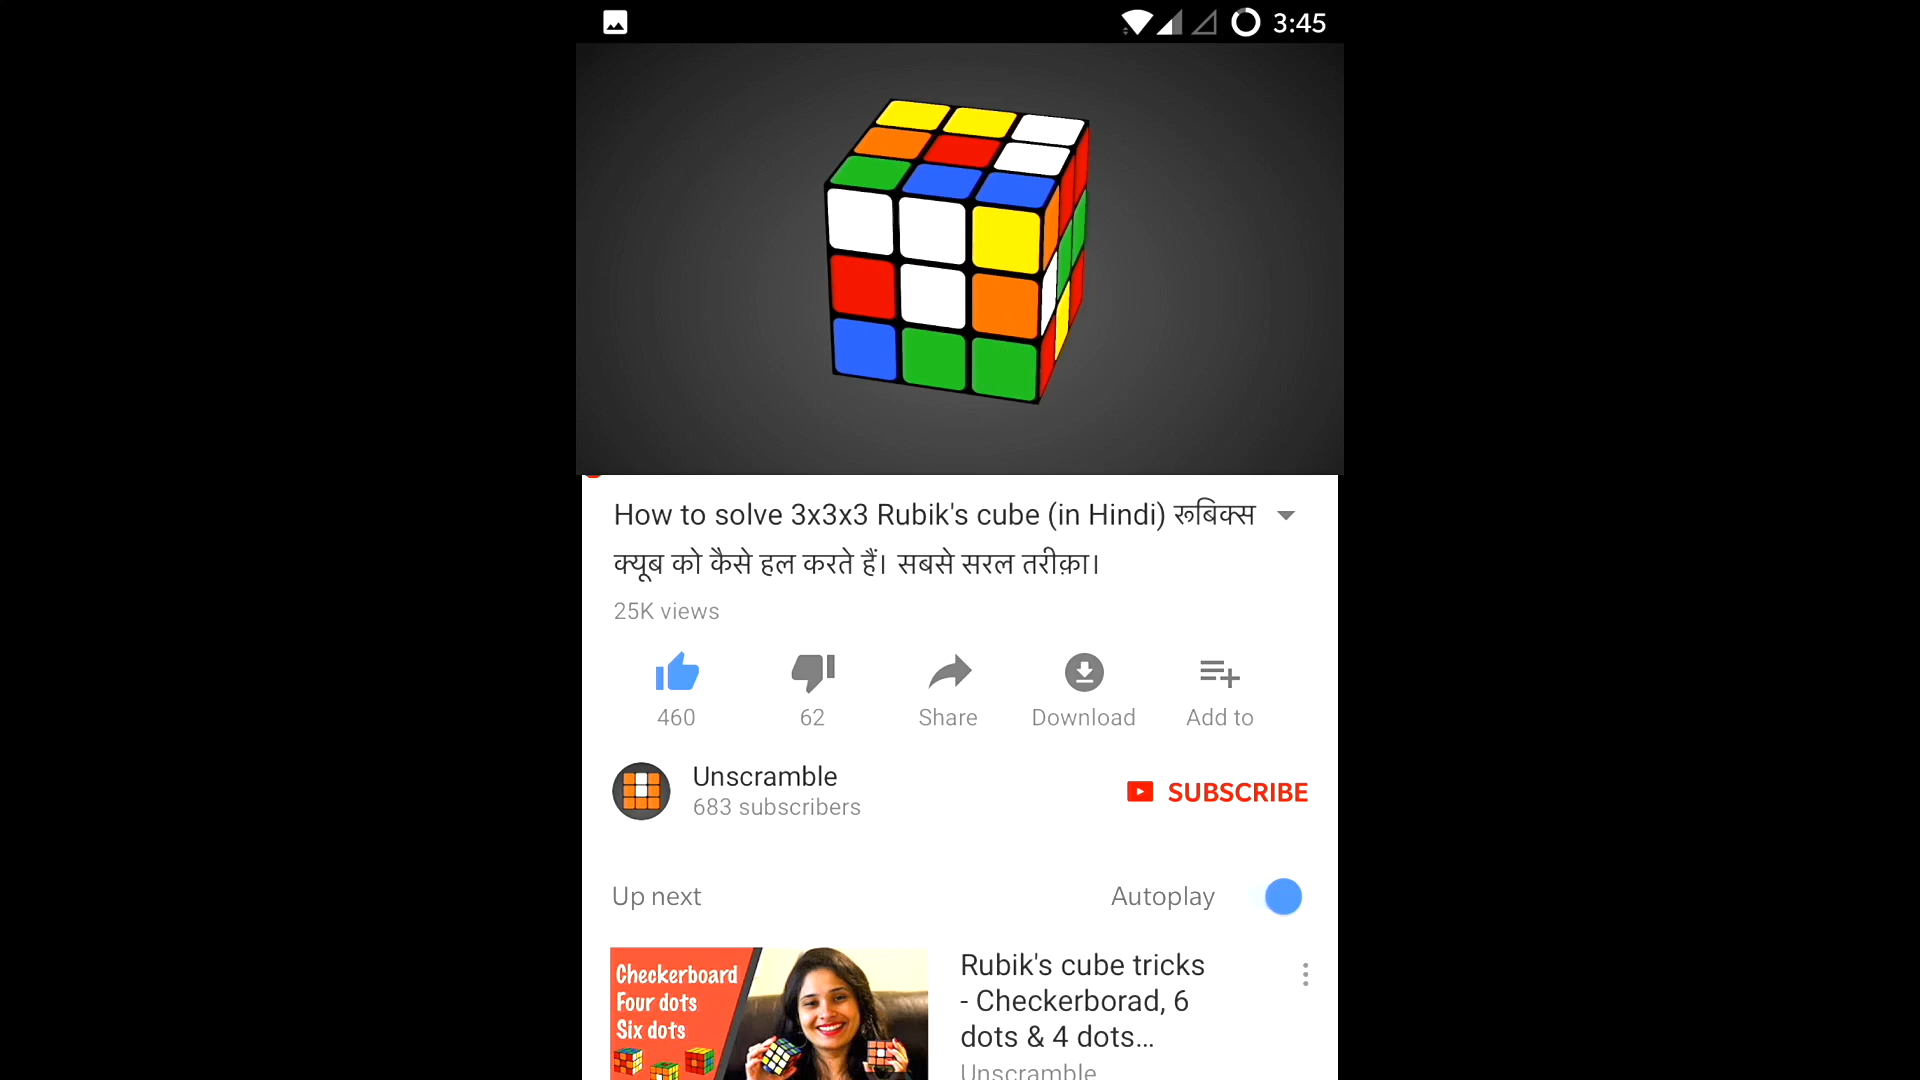 3:45
How to solve 3x3x3 Rubik's cube (in Hindi) रूबिक्स
क्यूब को कैसे हल करते हैं। सबसे सरल तरीक़ा।
25K views
460
62
Share
Download
Add to
Unscramble
683 subscribers
SUBSCRIBE
Up next
Autoplay
Checkerboard
Four dots
Six dots
Rubik's cube tricks
- Checkerborad, 6
dots & 4 dots...
Unscramble